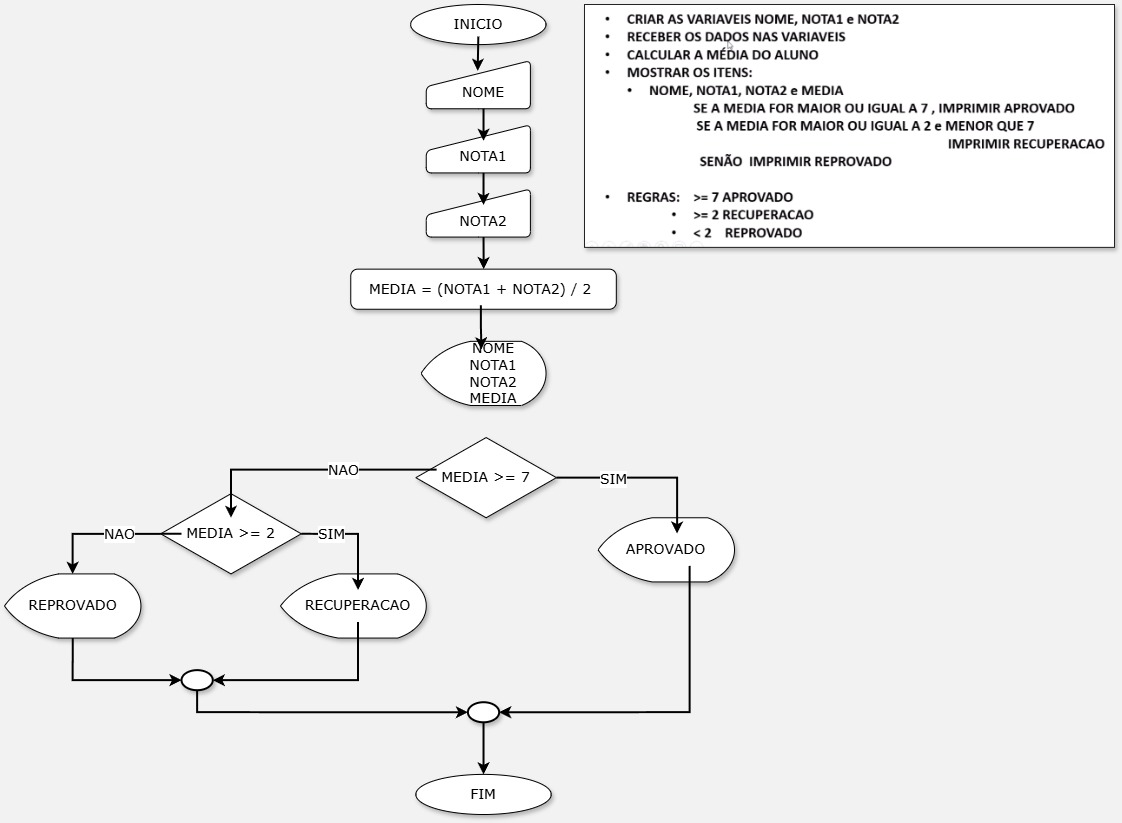 INICIO
NOME
NOTA1
NOTA2
MEDIA = (NOTA1 + NOTA2) / 2
NOME
NOTA1
NOTA2
MEDIA
MEDIA >= 7
NAO
SIM
MEDIA >= 2
NAO
SIM
APROVADO
REPROVADO
RECUPERACAO
FIM
• CRIAR AS VARIAVEIS NOME, NOTA1 e NOTA2
• RECEBER OS DADOS NAS VARIAVEIS
• CALCULAR A MÉDIA DO ALUNO
• MOSTRAR OS ITENS:
• NOME, NOTA1, NOTA2 e MEDIA
SE A MEDIA FOR MAIOR OU IGUAL A 7 , IMPRIMIR APROVADO
SE A MEDIA FOR MAIOR OU IGUAL A 2 e MENOR QUE 7
IMPRIMIR RECUPERACAO
SENÃO IMPRIMIR REPROVADO
• REGRAS: >= 7 APROVADO
• >= 2 RECUPERACAO
• < 2 REPROVADO